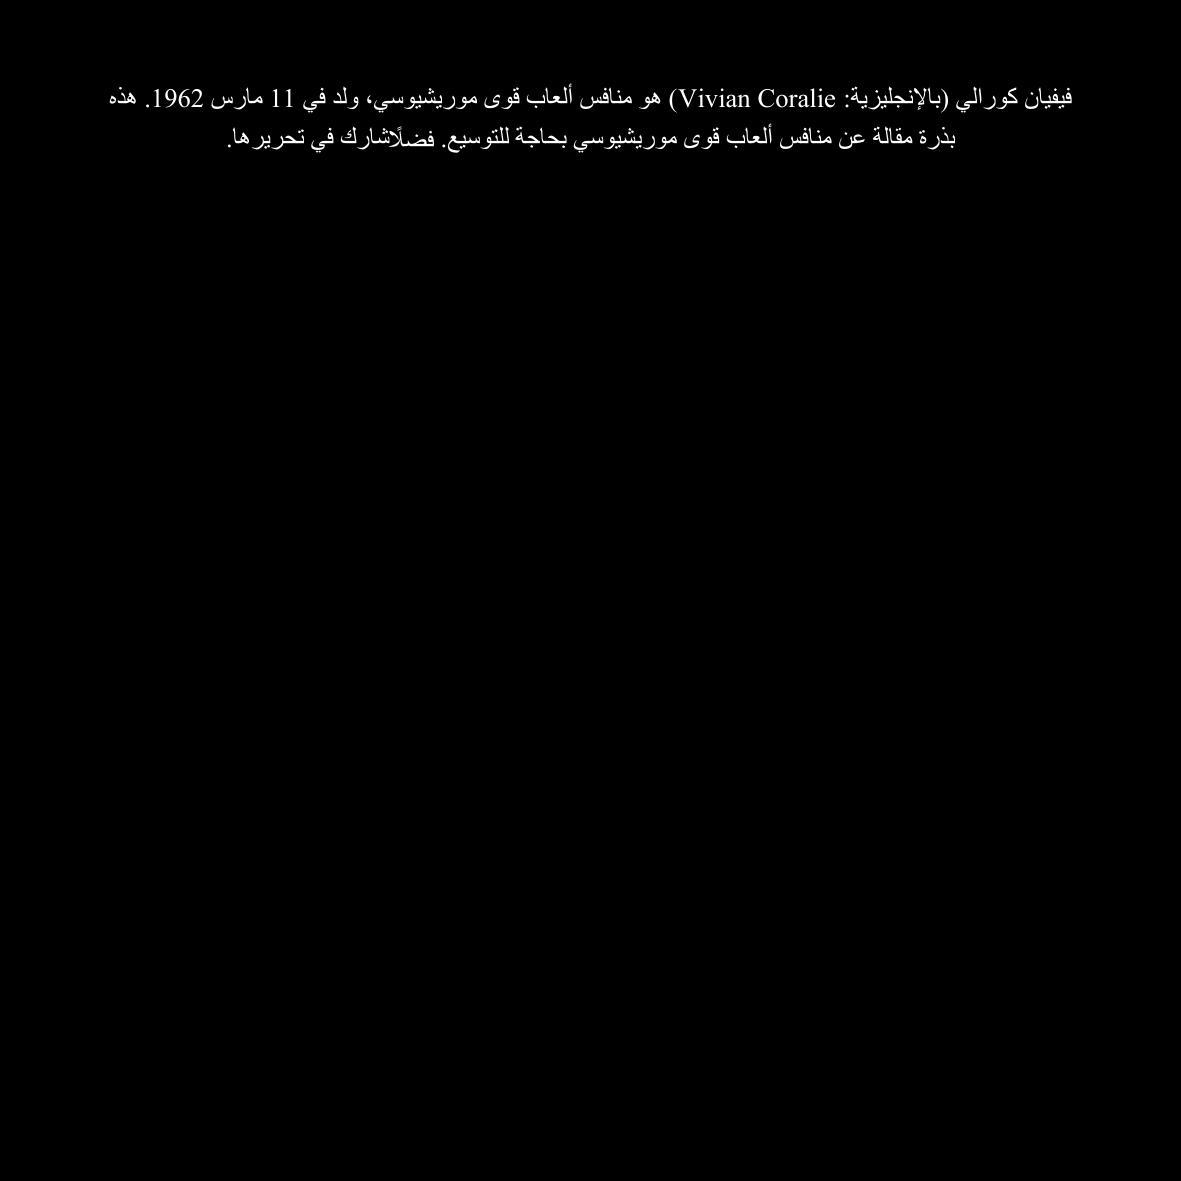 فيفيان كورالي (بالإنجليزية: Vivian Coralie) هو منافس ألعاب قوى موريشيوسي، ولد في 11 مارس 1962. هذه
بذرة مقالة عن منافس ألعاب قوى موريشيوسي بحاجة للتوسيع. فضلًاشارك في تحريرها.